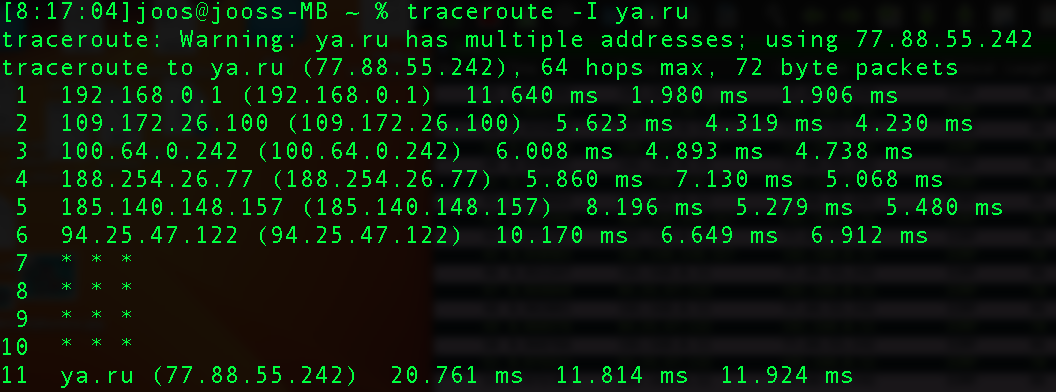 [8:17:04]joos@jooss-MB ~ % traceroute -I ya.ru
traceroute: Warning: ya.ru has multiple addresses; using 77.88.55.242
traceroute to ya.ru (77.88.55.242), 64 hops max, 72 byte packets
1 192.168.0.1 (192.168.0.1) 11.640 ms 1.980 ms 1.906 ms
2 109.172.26.100 (109.172.26.100) 5.623 ms 4.319 ms 4.230 ms
3 100.64.0.242 (100.64.0.242) 6.008 ms 4.893 ms 4.738 ms
4 188.254.26.77 (188.254.26.77) 5.860 ms 7.130 ms 5.068 ms
5 185.140.148.157 (185.140.148.157) 8.196 ms 5.279 ms 5.480 ms
6 94.25.47.122 (94.25.47.122) 10.170 ms 6.649 ms 6.912 ms
7 * * *
8 * * *
9 * * *
10 * * *
11 ya.ru (77.88.55.242) 20.761 ms 11.814 ms 11.924 ms